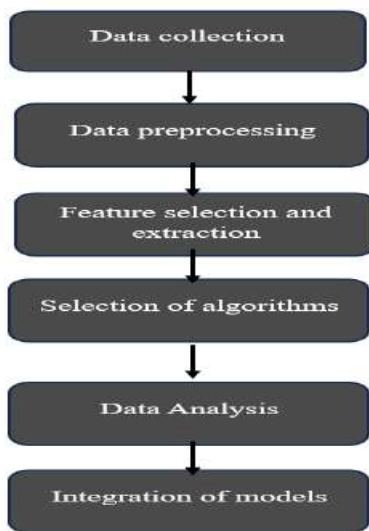 Data collection
Data preprocessing
Feature selection and
extraction
Selection of algorithms
Data Analysis
Integration of models